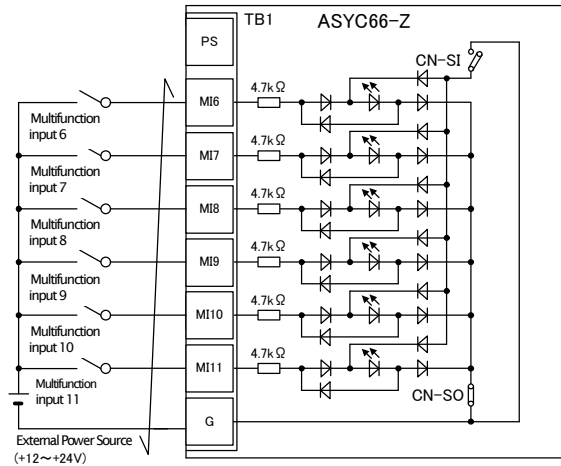 TB1
ASYC66-Z
PS
CN-SI
MI6
4.7kΩ
Multifunction
input 6
MI7
4.7kΩ
Multifunction
input 7
MI8
4.7kΩ
Multifunction
input 8
MI9
4.7kΩ
Multifunction
input 9
MI10
4.7kΩ
Multifunction
input 10
MI11
4.7kΩ
Multifunction
input 11
CN-SO
G
External Power Source
(+12～+24V)